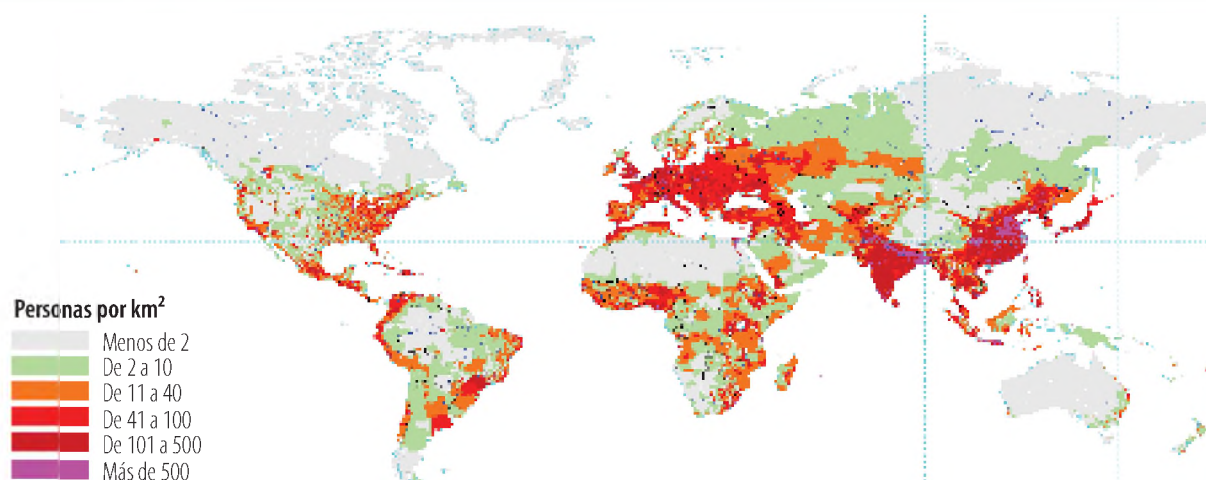 Personas por km²
Menos de 2
De 2 a 10
De 11 a 40
De 41 a 100
De 101 a 500
Más de 500